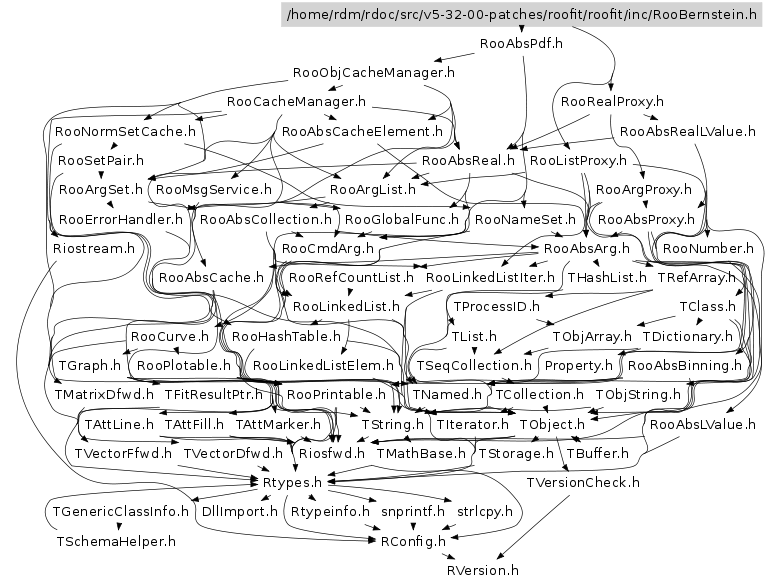 /home/rdm/rdoc/src/v5-32-00-patches/roofit/roofit/inc/RooBernstein.h
RooAbsPdf.h
RooObjCacheManager.h
RooCacheManager.h RooRealProxy.h
RooNormSetCache.h RooAbsCacheElement.h RooAbsRealLValue.h
RooSetPair.h RooAbsReal.h RooListProxy.h
RooArgSet.h RooMsgService.h RooArgList.h RooArgProxy.h
RooErrorHandler.h RooAbsCollection.h RooGlobalFunc.h RooNameSet.h RooAbsProxy.h
Riostream.h RooCmdArg.h RooAbsArg.h RooNumber.h
RooAbsCache.h RooRefCountList.h RooLinkedListIter.h THashList.h TRefArray.h
RooLinkedList.h TProcessID.h TClass.h
RooCurve.h RooHashTable.h TList.h TObjArray.h TDictionary.h
TGraph.h RooPlotable.h RooLinkedListElem.h TSeqCollection.h Property.h RooAbsBinning.h
TMatrixDfwd.h TFitResultPtr.h RooPrintable.h TNamed.h TCollection.h TObjString.h
TAttLine.h TAttFill.h TAttMarker.h TString.h TIterator.h TObject.h RooAbsLValue.h
TVectorFfwd.h TVectorDfwd.h Riosfwd.h TMathBase.h TStorage.h TBuffer.h
Rtypes.h TVersionCheck.h
TGenericClassInfo.h DllImport.h Rtypeinfo.h snprintf.h strlcpy.h
TSchemaHelper.h RConfig.h
RVersion.h